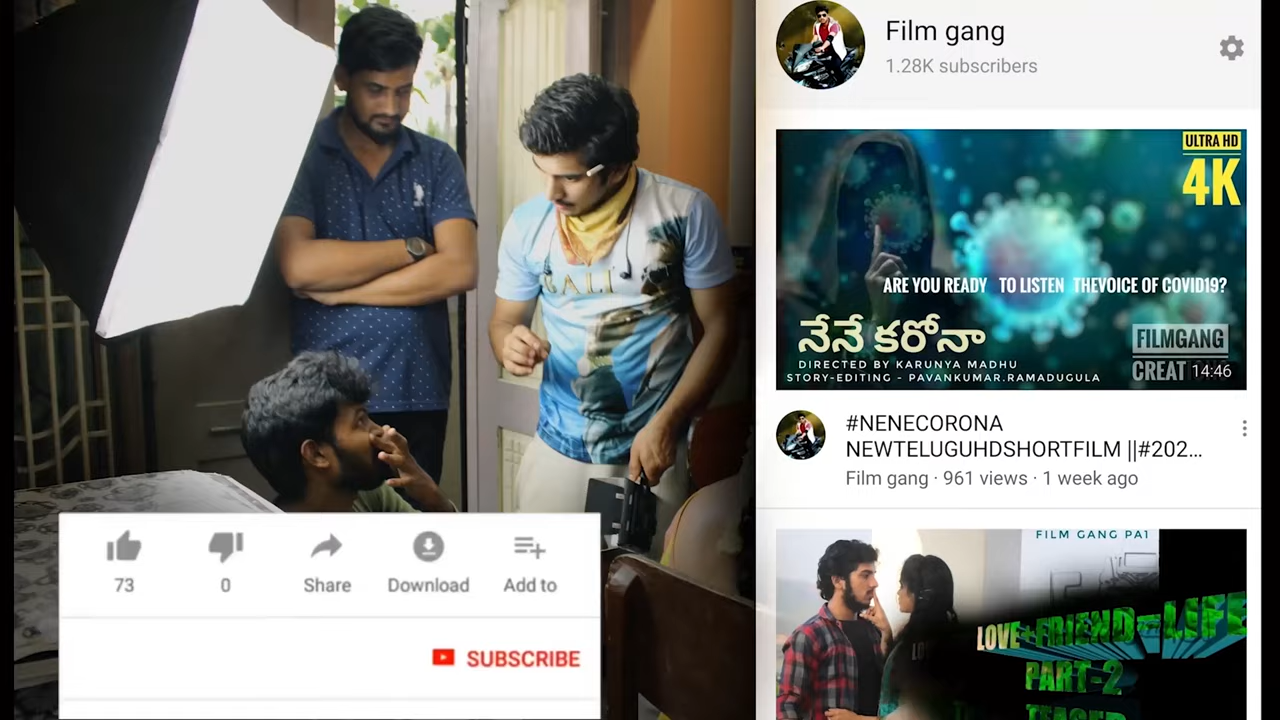 GALI
73
0
Share
Download
Add to
SUBSCRIBE
Film gang
1.28K subscribers
ULTRA HD
4K
ARE YOU READY TO LISTEN THEVOICE OF COVID19?
నేనే కరోనా
DIRECTED BY KARUNYA MADHU
STORY-EDITING - PAVANKUMAR.RAMADUGULA
FILMGANG
CREAT
14:46
#NENECORONA
NEWTELUGUHDSHORTFILM ||#202...
Film gang · 961 views · 1 week ago
FILM GANG PA1
LOVE+FRIEND=LIFE
PART-2
TEASER